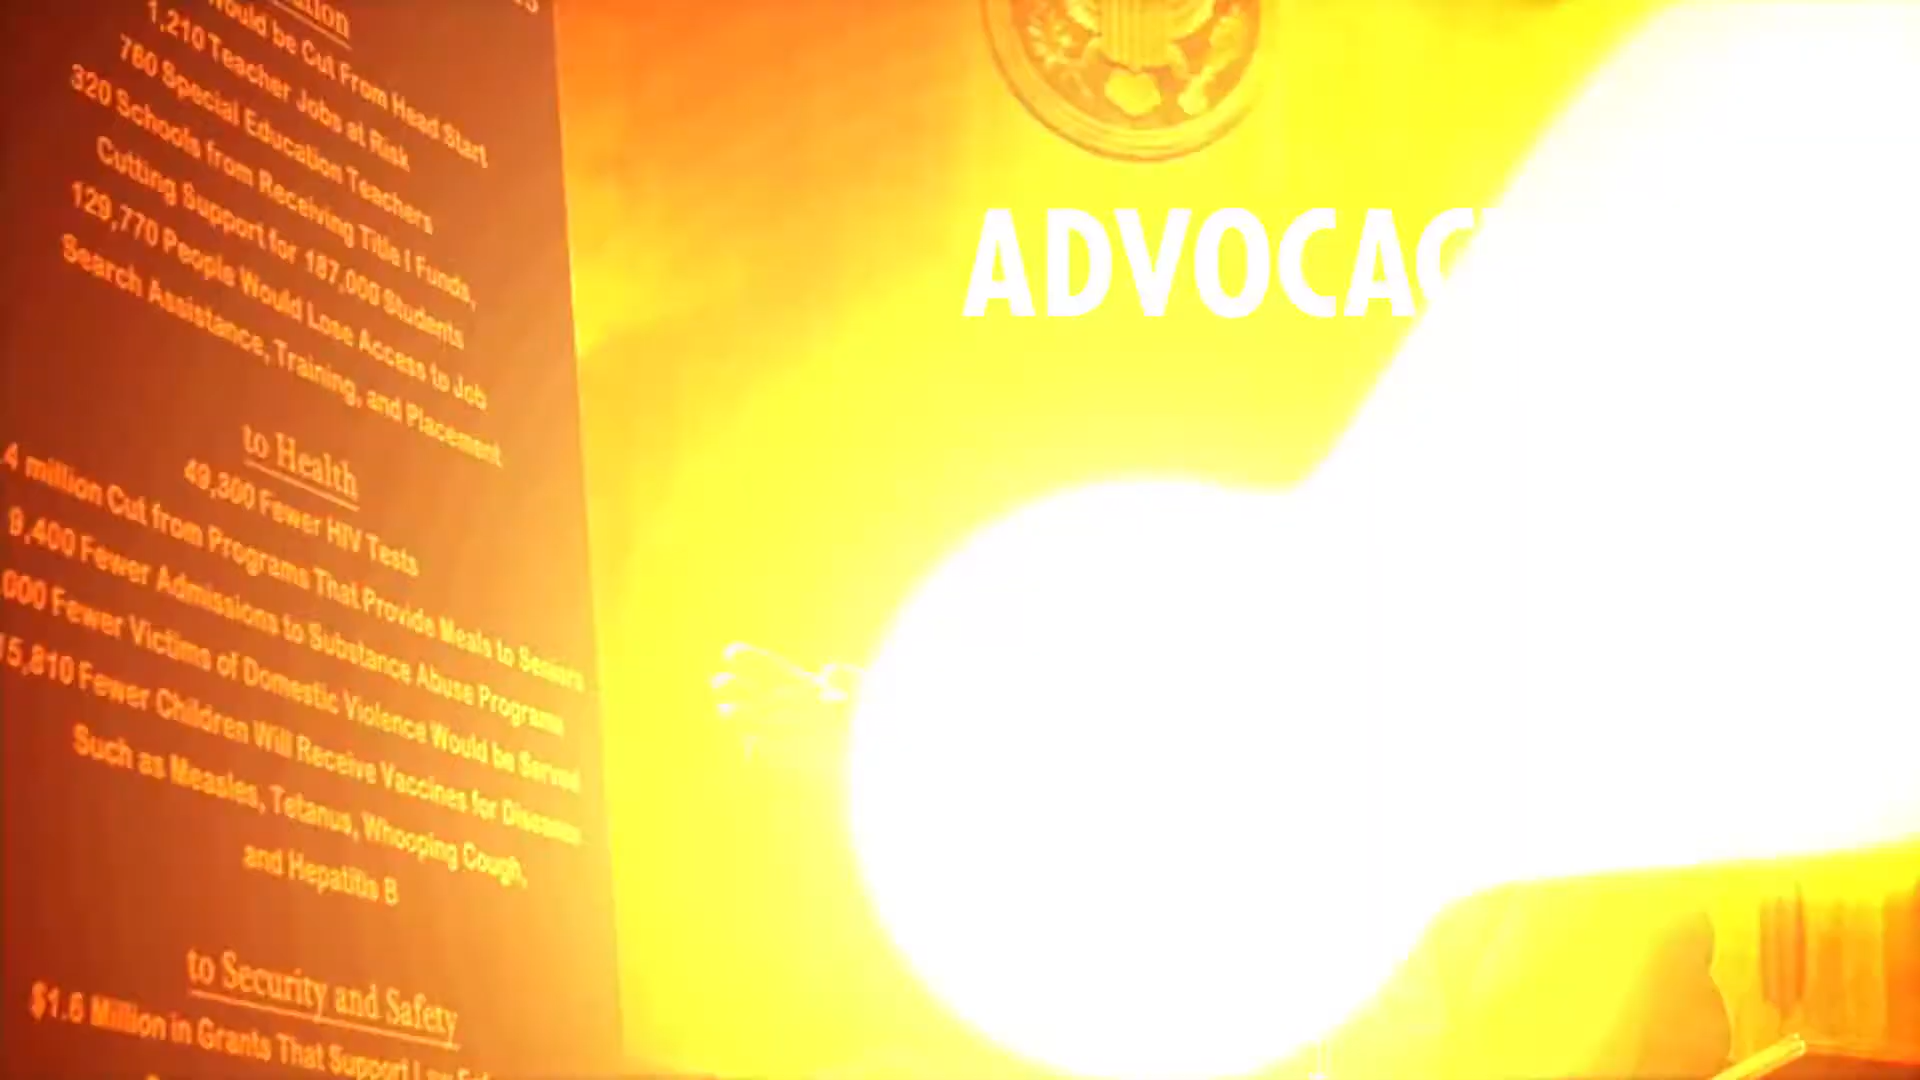 Would be Cut From Head Start
1,210 Teacher Jobs at Risk
760 Special Education Teachers
320 Schools from Receiving Title I Funds,
Cutting Support for 187,000 Students
129,770 People Would Lose Access to Job
Search Assistance, Training, and Placement
to Health
49,300 Fewer HIV Tests
.4 million Cut from Programs That Provide Meals to Seniors
9,400 Fewer Admissions to Substance Abuse Programs
,000 Fewer Victims of Domestic Violence Would be Served
15,810 Fewer Children Will Receive Vaccines for Diseases
Such as Measles, Tetanus, Whooping Cough,
and Hepatitis B
to Security and Safety
$1.6 Million in Grants That Support Law
ADVOCAC